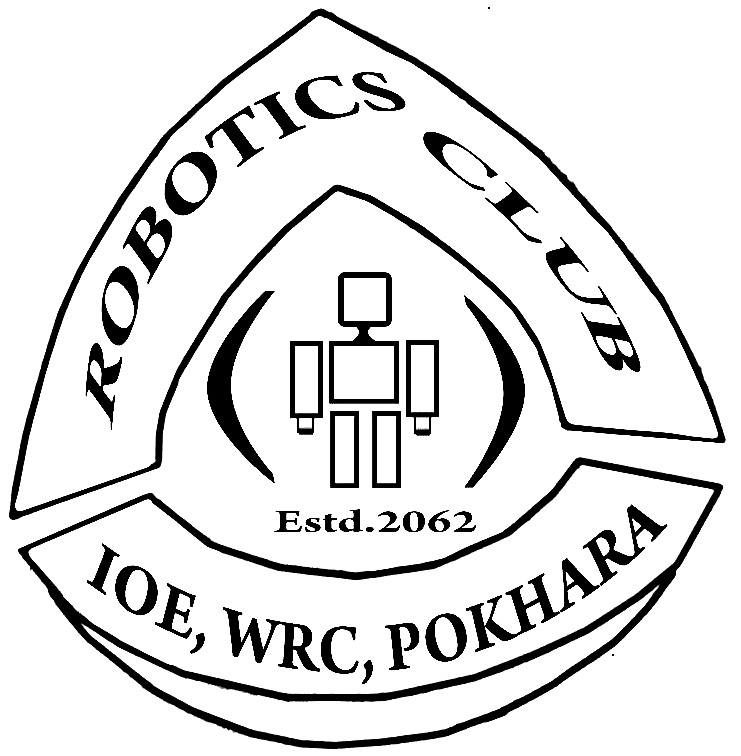 ROBOTICS CLUB
Estd.2062
IOE, WRC, POKHARA